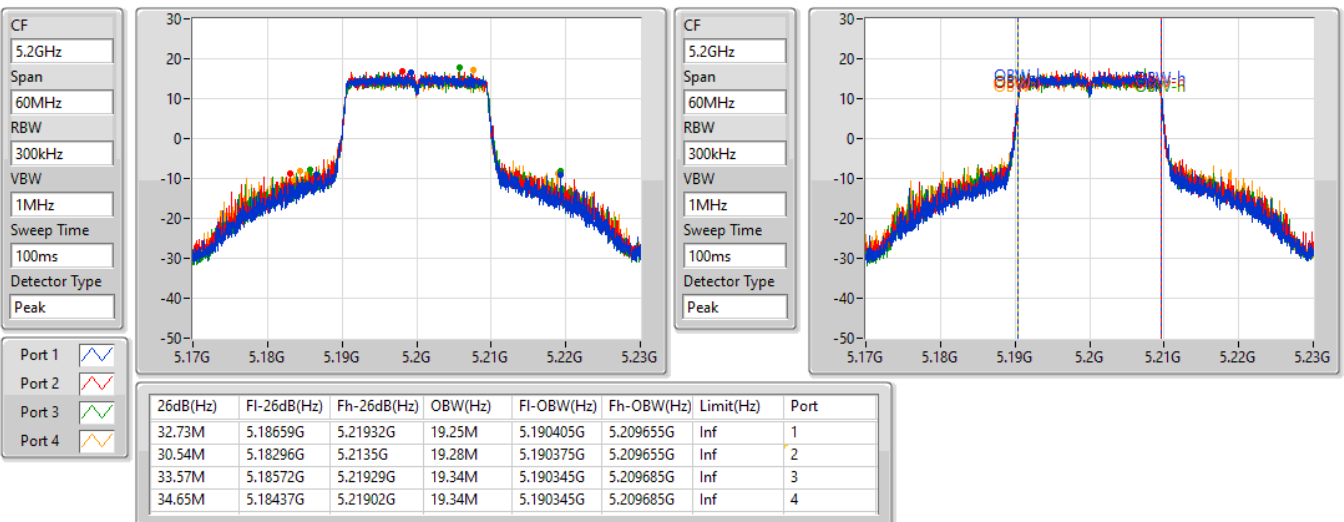 CF
5.2GHz
Span
60MHz
RBW
300kHz
VBW
1MHz
Sweep Time
100ms
Detector Type
Peak
30
20
10
0
-10
-20
-30
-40
-50
5.17G 5.18G 5.19G 5.2G 5.21G 5.22G 5.23G
CF
5.2GHz
Span
60MHz
RBW
300kHz
VBW
1MHz
Sweep Time
100ms
Detector Type
Peak
30
20
10
0
-10
-20
-30
-40
-50
OBW-h
5.17G 5.18G 5.19G 5.2G 5.21G 5.22G 5.23G
Port 1
Port 2
Port 3
Port 4
26dB(Hz) Fl-26dB(Hz) Fh-26dB(Hz) OBW(Hz) Fl-OBW(Hz) Fh-OBW(Hz) Limit(Hz) Port
32.73M 5.18659G 5.21932G 19.25M 5.190405G 5.209655G Inf 1
30.54M 5.18296G 5.2135G 19.28M 5.190375G 5.209655G Inf 2
33.57M 5.18572G 5.21929G 19.34M 5.190345G 5.209685G Inf 3
34.65M 5.18437G 5.21902G 19.34M 5.190345G 5.209685G Inf 4